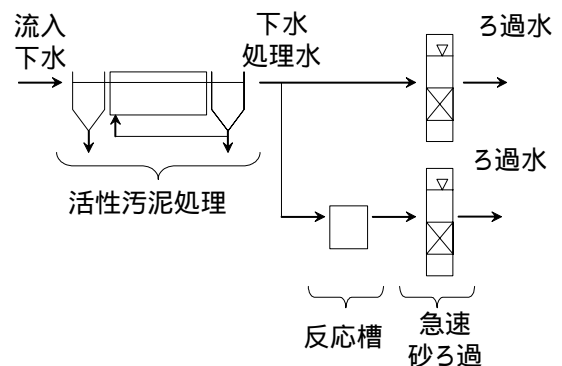 流入
下水
下水
処理水
ろ過水
ろ過水
活性汚泥処理
反応槽
急速
砂ろ過